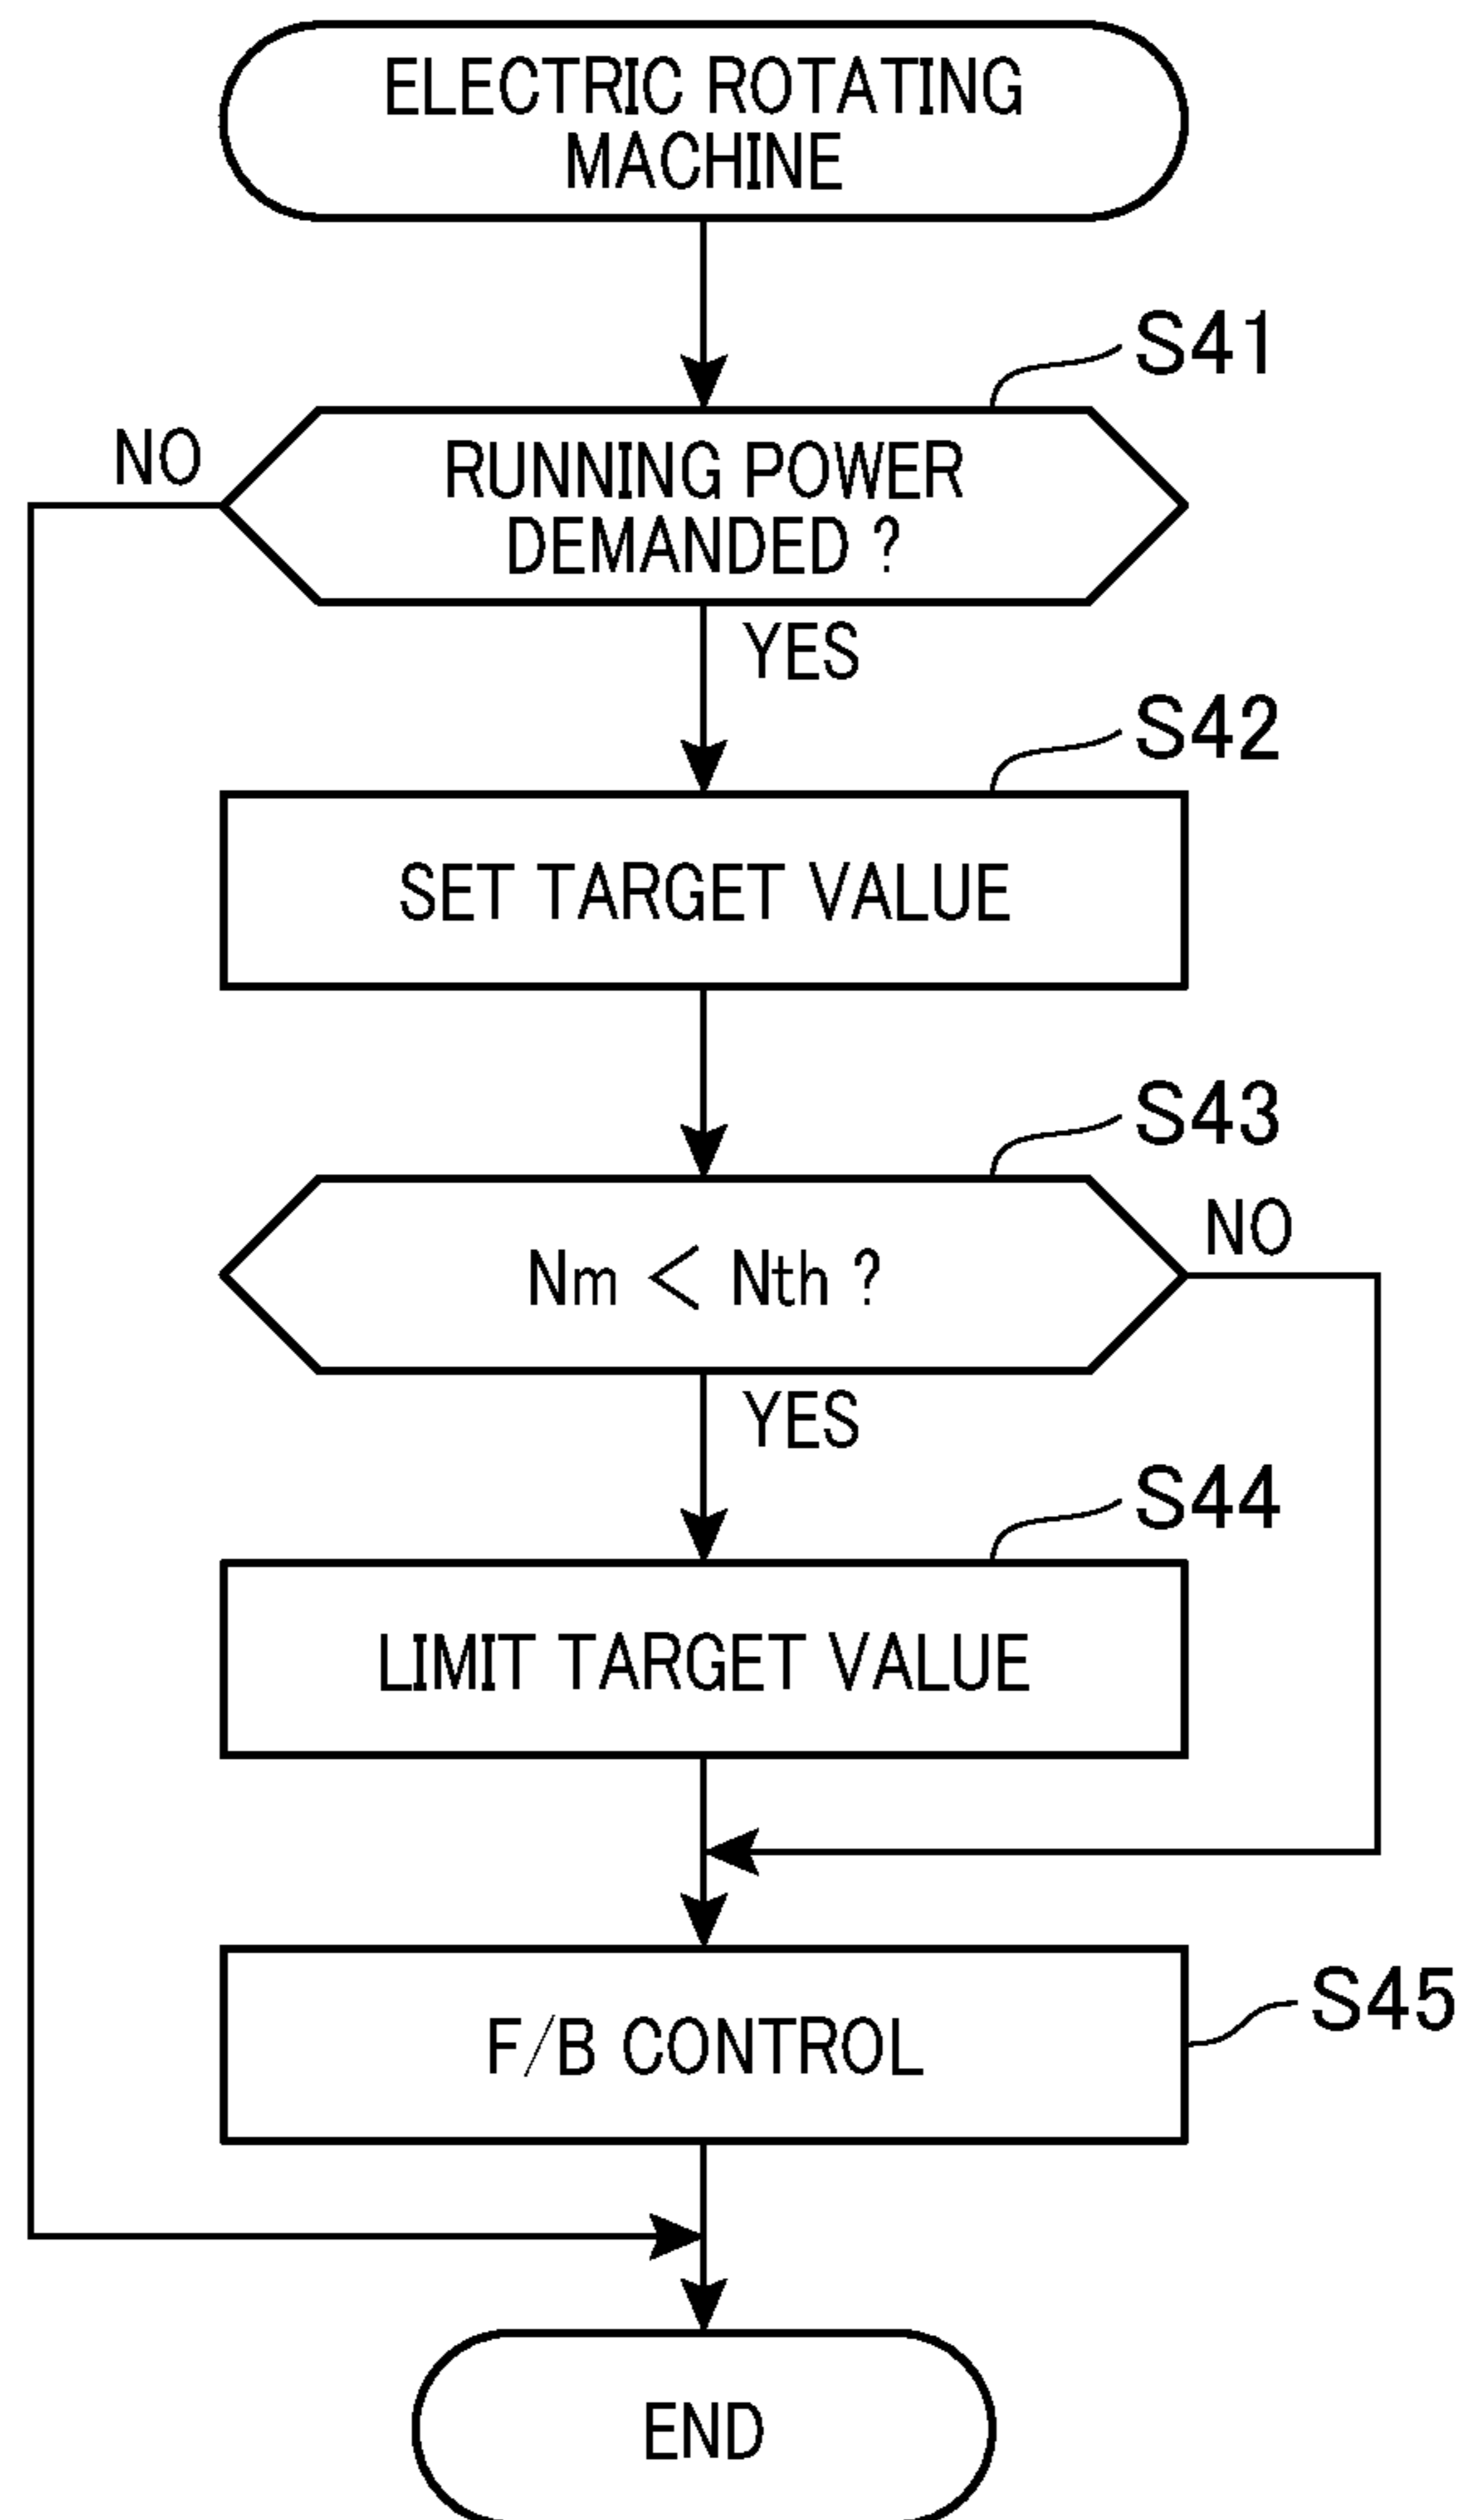 ELECTRIC ROTATING
MACHINE
S41
NO
RUNNING POWER
DEMANDED ?
YES
S42
SET TARGET VALUE
S43
NO
Nm < Nth ?
YES
S44
LIMIT TARGET VALUE
S45
F/B CONTROL
END